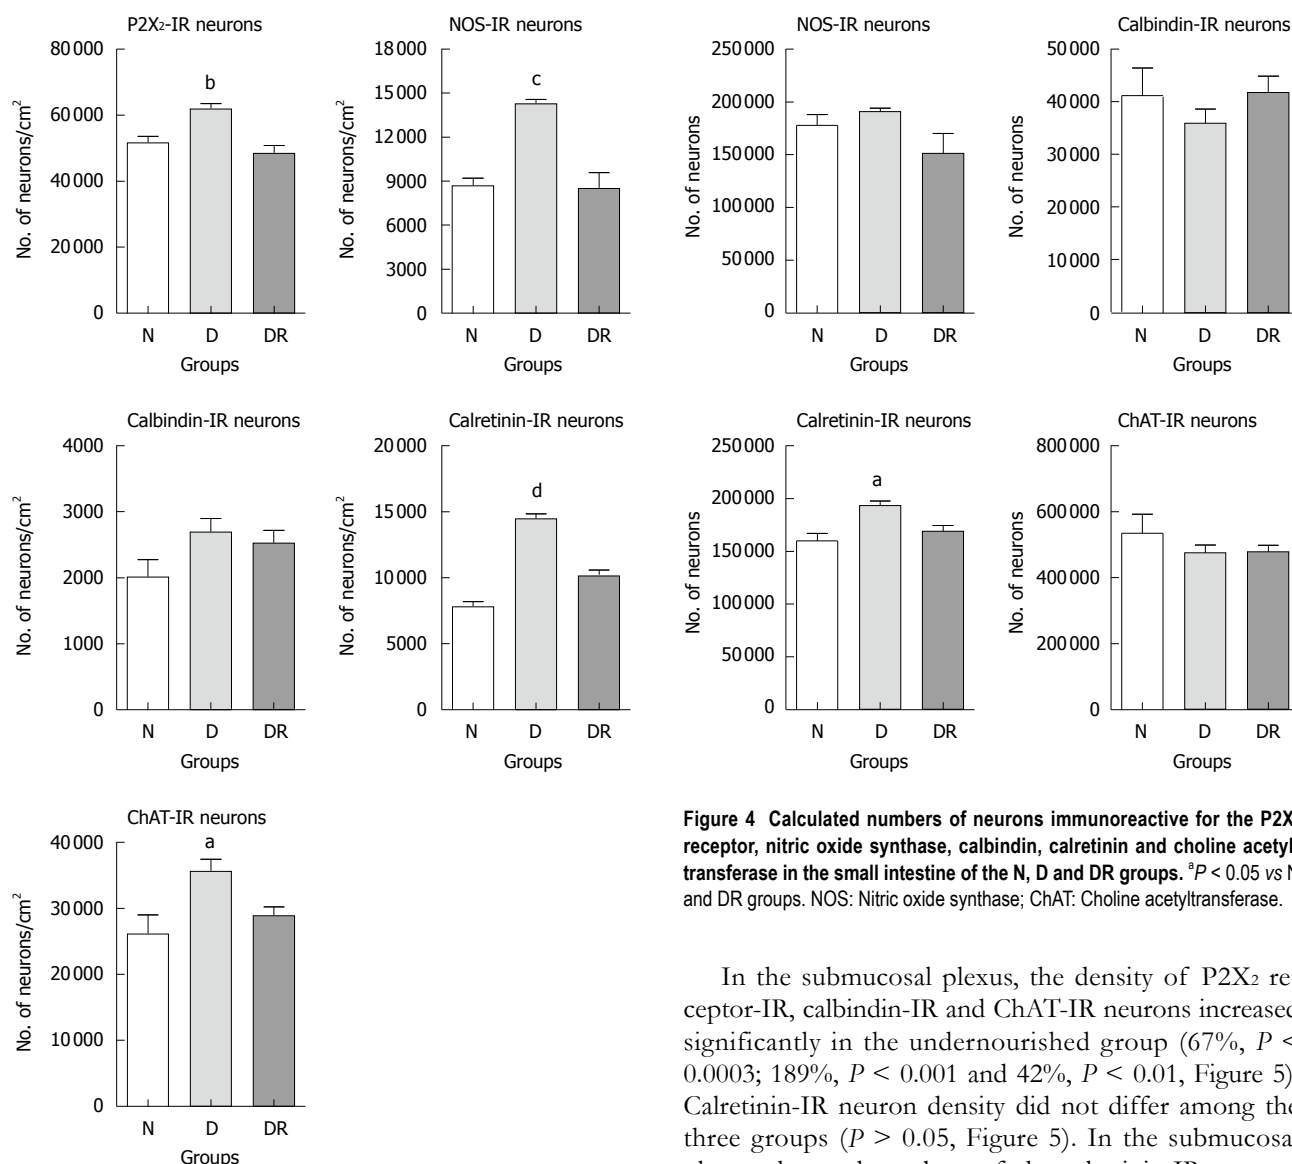 P2X2-IR neurons
No. of neurons/cm2
80 000
60 000
40 000
20 000
0
N D DR
Groups
b
NOS-IR neurons
No. of neurons/cm2
18 000
15 000
12 000
9000
6000
3000
0
N D DR
Groups
c
Calbindin-IR neurons
No. of neurons/cm2
4000
3000
2000
1000
0
N D DR
Groups
Calretinin-IR neurons
No. of neurons/cm2
20 000
15 000
10 000
5000
0
N D DR
Groups
d
ChAT-IR neurons
No. of neurons/cm2
40 000
30 000
20 000
10 000
0
N D DR
Groups
a
NOS-IR neurons
No. of neurons
250 000
200 000
150 000
100 000
50 000
0
N D DR
Groups
Calbindin-IR neurons
No. of neurons
50 000
40 000
30 000
20 000
10 000
0
N D DR
Groups
Calretinin-IR neurons
No. of neurons
250 000
200 000
150 000
100 000
50 000
0
N D DR
Groups
a
ChAT-IR neurons
No. of neurons
800 000
600 000
400 000
200 000
0
N D DR
Groups
Figure 4 Calculated numbers of neurons immunoreactive for the P2X
receptor, nitric oxide synthase, calbindin, calretinin and choline acetyl
transferase in the small intestine of the N, D and DR groups. aP < 0.05 vs N
and DR groups. NOS: Nitric oxide synthase; ChAT: Choline acetyltransferase.
In the submucosal plexus, the density of P2X2 re
ceptor-IR, calbindin-IR and ChAT-IR neurons increased
significantly in the undernourished group (67%, P <
0.0003; 189%, P < 0.001 and 42%, P < 0.01, Figure 5)
Calretinin-IR neuron density did not differ among the
three groups (P > 0.05, Figure 5). In the submucosa